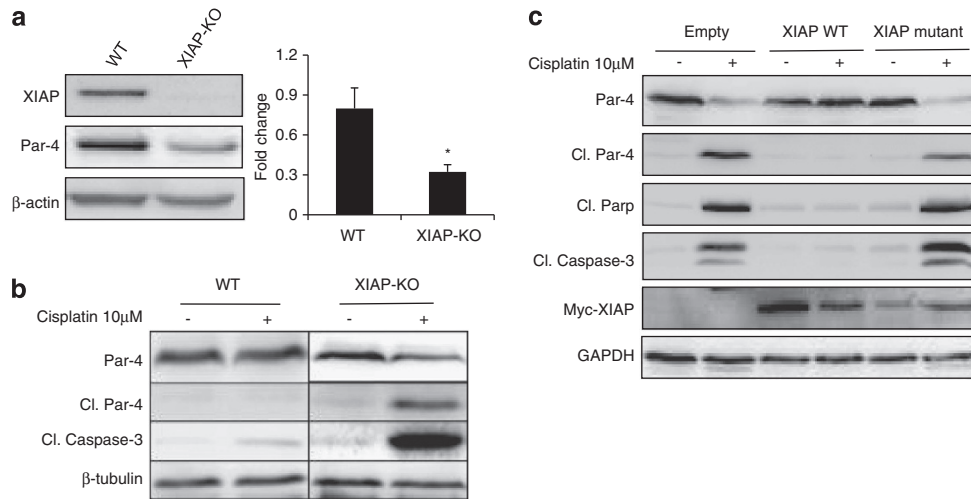 a
WT
XIAP-KO
XIAP
Par-4
β-actin
Fold change
1.2
0.9
0.6
0.3
0
*
WT
XIAP-KO
b
WT
XIAP-KO
Cisplatin 10μM
-
+
-
+
Par-4
Cl. Par-4
Cl. Caspase-3
β-tubulin
c
Empty
XIAP WT
XIAP mutant
Cisplatin 10μM
-
+
-
+
-
+
Par-4
Cl. Par-4
Cl. Parp
Cl. Caspase-3
Myc-XIAP
GAPDH